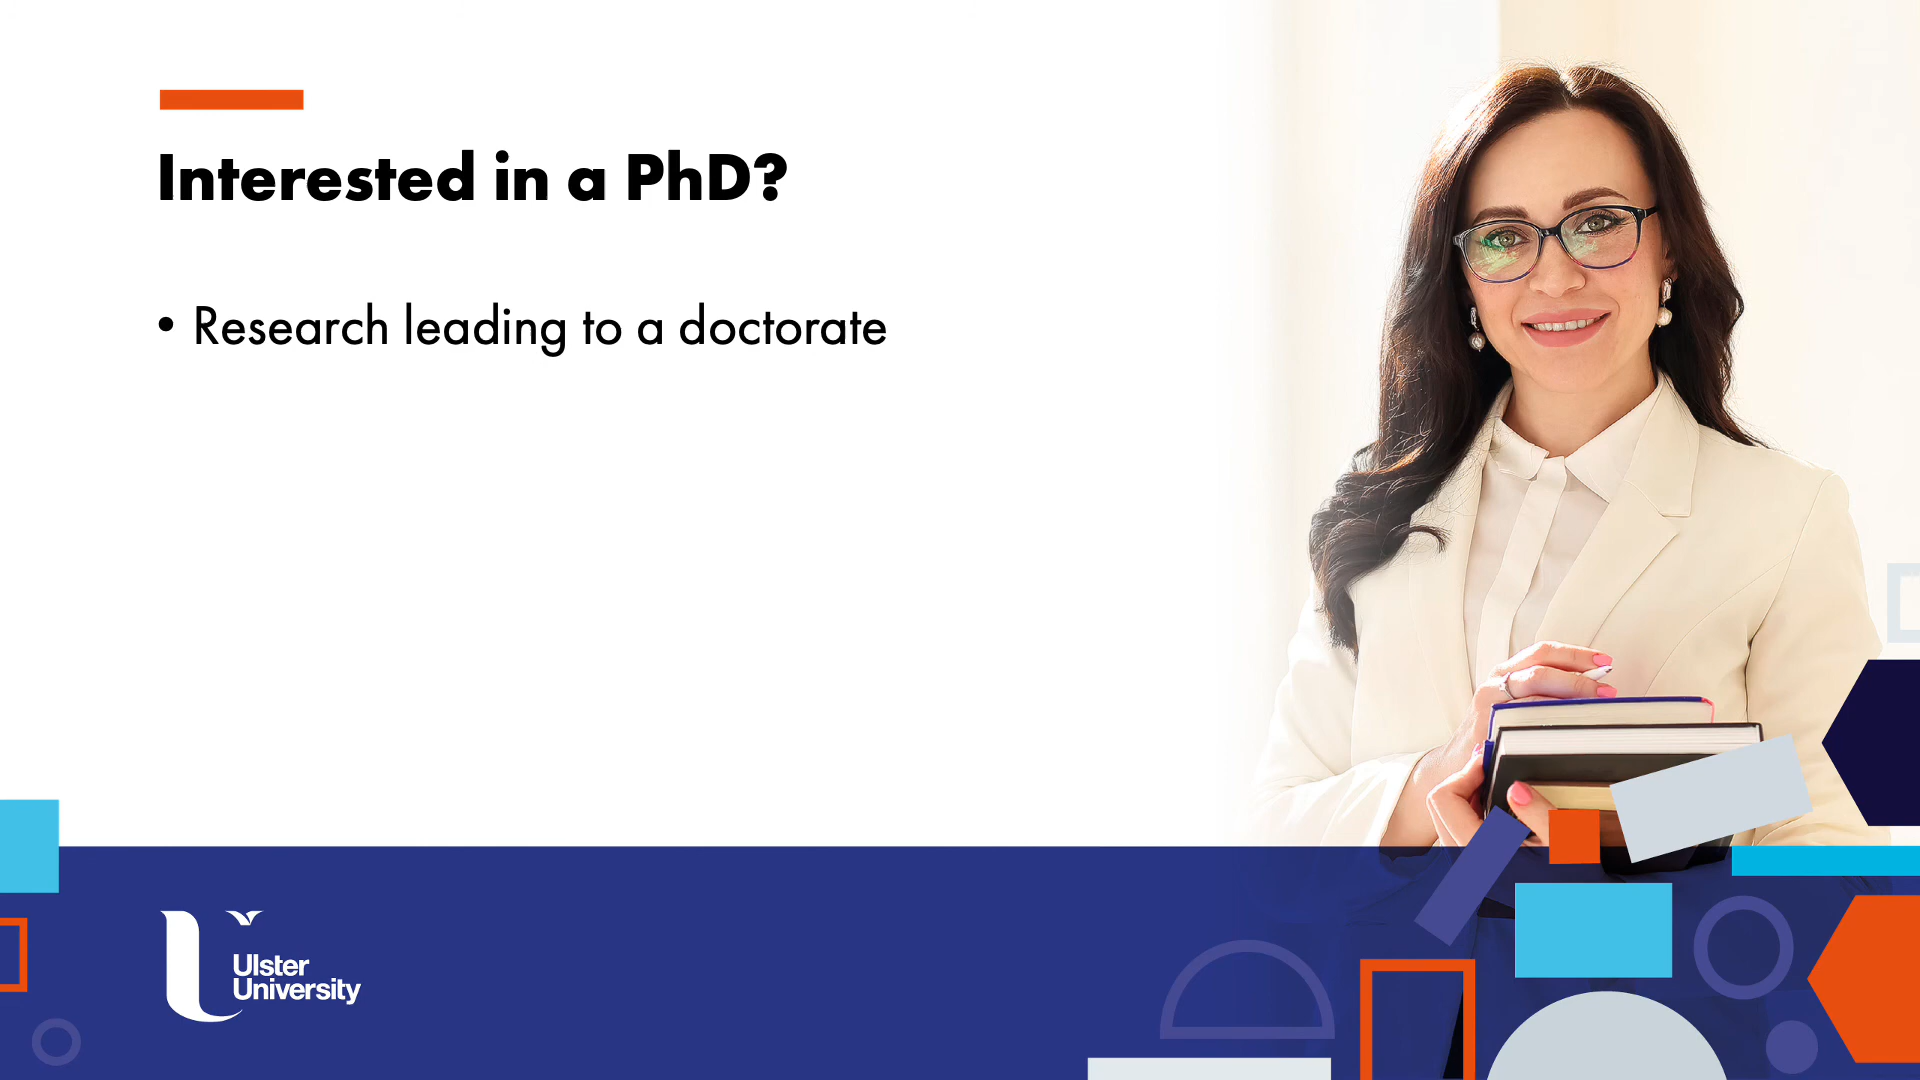 Interested in a PhD?
• Research leading to a doctorate
Ulster
University